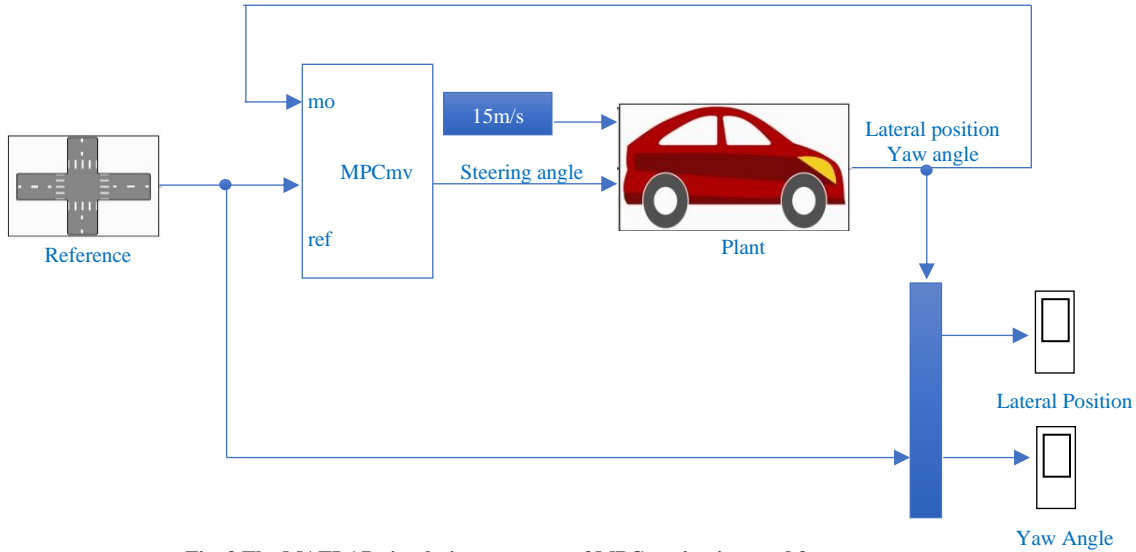 mo
15m/s
Lateral position
Yaw angle
MPCmv
Steering angle
ref
Reference
Plant
Lateral Position
Yaw Angle